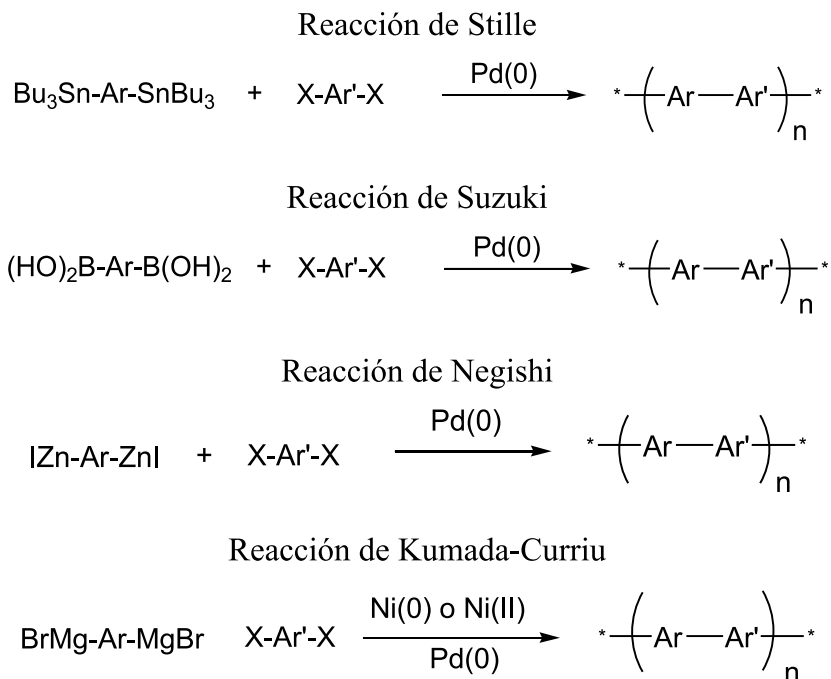 Reacción de Stille
Bu3Sn-Ar-SnBu3 + X-Ar'-X Pd(0) * ( Ar — Ar' )n *
Reacción de Suzuki
(HO)2B-Ar-B(OH)2 + X-Ar'-X Pd(0) * ( Ar — Ar' )n *
Reacción de Negishi
IZn-Ar-ZnI + X-Ar'-X Pd(0) * ( Ar — Ar' )n *
Reacción de Kumada-Curriu
BrMg-Ar-MgBr X-Ar'-X Ni(0) o Ni(II) Pd(0) * ( Ar — Ar' )n *